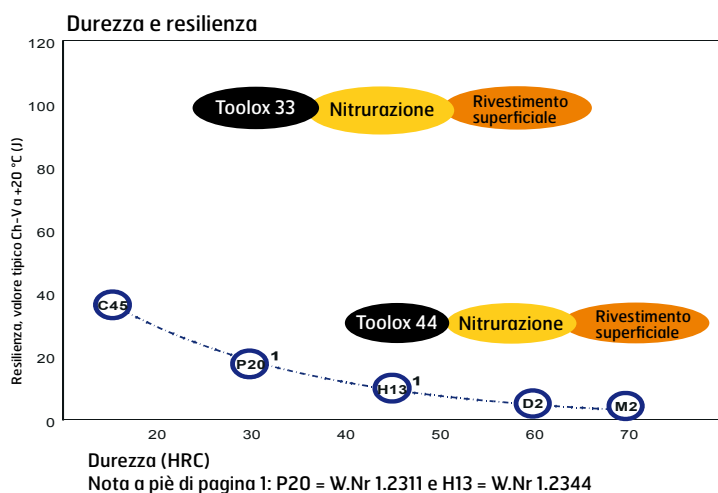 Durezza e resilienza
Resilienza, valore tipico Ch-V a +20 °C (J)
120
100
80
60
40
20
0
Toolox 33
Nitrurazione
Rivestimento
superficiale
Toolox 44
Nitrurazione
Rivestimento
superficiale
C45
P20 1
H13 1
D2
M2
20 30 40 50 60 70
Durezza (HRC)
Nota a piè di pagina 1: P20 = W.Nr 1.2311 e H13 = W.Nr 1.2344